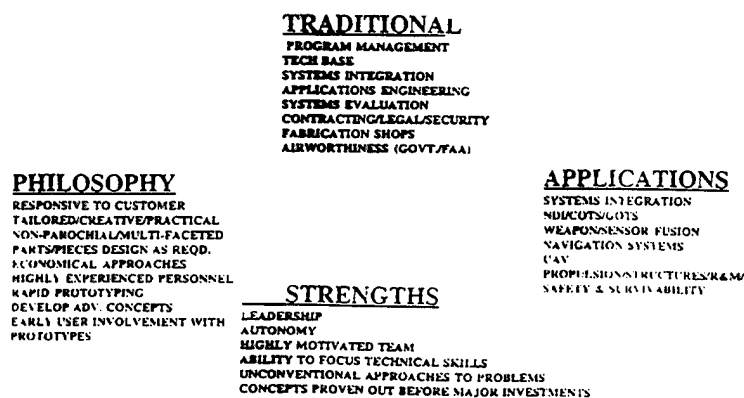 TRADITIONAL
PROGRAM MANAGEMENT
TECH BASE
SYSTEMS INTEGRATION
APPLICATIONS ENGINEERING
SYSTEMS EVALUATION
CONTRACTING/LEGAL/SECURITY
FABRICATION SHOPS
AIRWORTHINESS (GOVT/FAA)
PHILOSOPHY
RESPONSIVE TO CUSTOMER
TAILORED/CREATIVE/PRACTICAL
NON-PAROCHIAL/MULTI-FACETED
PARTS/PIECES DESIGN AS REQD.
ECONOMICAL APPROACHES
HIGHLY EXPERIENCED PERSONNEL
RAPID PROTOTYPING
DEVELOP ADV. CONCEPTS
EARLY USER INVOLVEMENT WITH
PROTOTYPES
APPLICATIONS
SYSTEMS INTEGRATION
NDI/COTS/GOTS
WEAPON/SENSOR FUSION
NAVIGATION SYSTEMS
UAV
PROPULSION/STRUCTURES/R&M/
SAFETY & SURVIVABILITY
STRENGTHS
LEADERSHIP
AUTONOMY
HIGHLY MOTIVATED TEAM
ABILITY TO FOCUS TECHNICAL SKILLS
UNCONVENTIONAL APPROACHES TO PROBLEMS
CONCEPTS PROVEN OUT BEFORE MAJOR INVESTMENTS